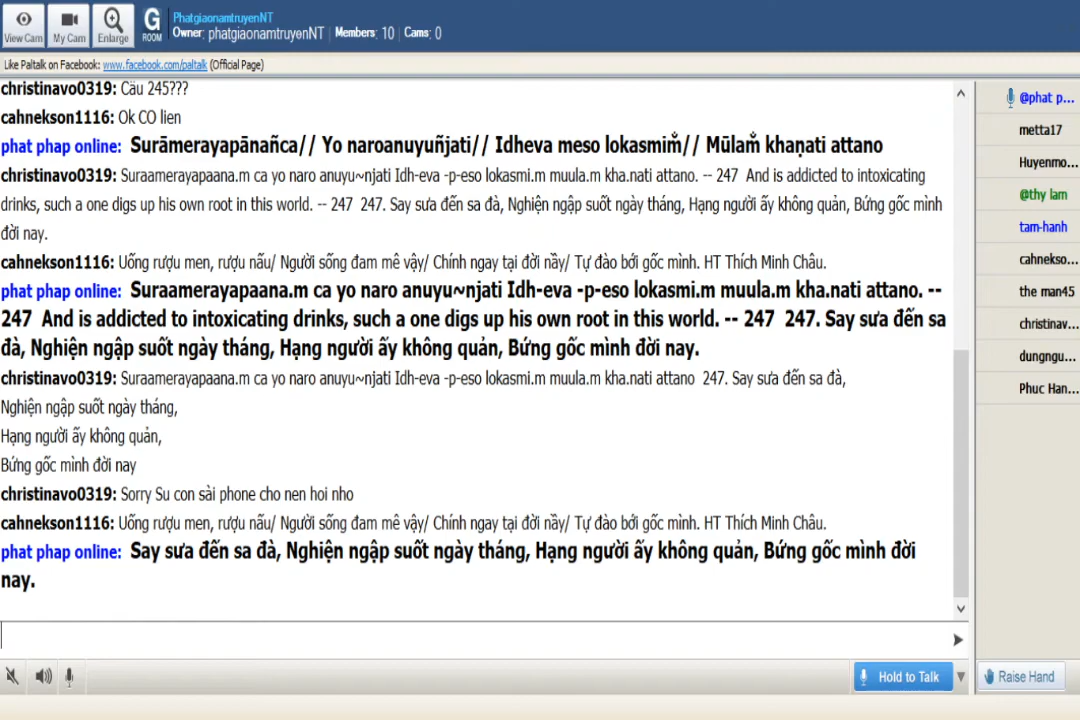 View Cam
My Cam
Enlarge
G
ROOM
PhatgiaonamtruyenNT
Owner: phatgiaonamtruyenNT | Members: 10 | Cams: 0
Like Paltalk on Facebook: www.facebook.com/paltalk (Official Page)
christinavo0319: Câu 245???
cahnekson1116: Ok CO lien
phat phap online: Surāmerayapānañca// Yo naroanuyuñjati// Idheva meso lokasmiṁ// Mūlaṁ khaṇati attano
christinavo0319: Suraamerayapaana.m ca yo naro anuyu~njati Idh-eva -p-eso lokasmi.m muula.m kha.nati attano. -- 247 And is addicted to intoxicating
drinks, such a one digs up his own root in this world. -- 247 247. Say sưa đến sa đà, Nghiện ngập suốt ngày tháng, Hạng người ấy không quản, Bứng gốc mình
đời nay.
cahnekson1116: Uống rượu men, rượu nấu/ Người sống đam mê vậy/ Chính ngay tại đời nầy/ Tự đào bới gốc mình. HT Thích Minh Châu.
phat phap online: Suraamerayapaana.m ca yo naro anuyu~njati Idh-eva -p-eso lokasmi.m muula.m kha.nati attano. --
247 And is addicted to intoxicating drinks, such a one digs up his own root in this world. -- 247 247. Say sưa đến sa
đà, Nghiện ngập suốt ngày tháng, Hạng người ấy không quản, Bứng gốc mình đời nay.
christinavo0319: Suraamerayapaana.m ca yo naro anuyu~njati Idh-eva -p-eso lokasmi.m muula.m kha.nati attano 247. Say sưa đến sa đà,
Nghiện ngập suốt ngày tháng,
Hạng người ấy không quản,
Bứng gốc mình đời nay
christinavo0319: Sorry Su con sài phone cho nen hoi nho
cahnekson1116: Uống rượu men, rượu nấu/ Người sống đam mê vậy/ Chính ngay tại đời nầy/ Tự đào bới gốc mình. HT Thích Minh Châu.
phat phap online: Say sưa đến sa đà, Nghiện ngập suốt ngày tháng, Hạng người ấy không quản, Bứng gốc mình đời
nay.
@phat p...
metta17
Huyenmo...
@thy lam
tam-hanh
cahnekso...
the man45
christinav...
dungngu...
Phuc Han...
Hold to Talk
Raise Hand